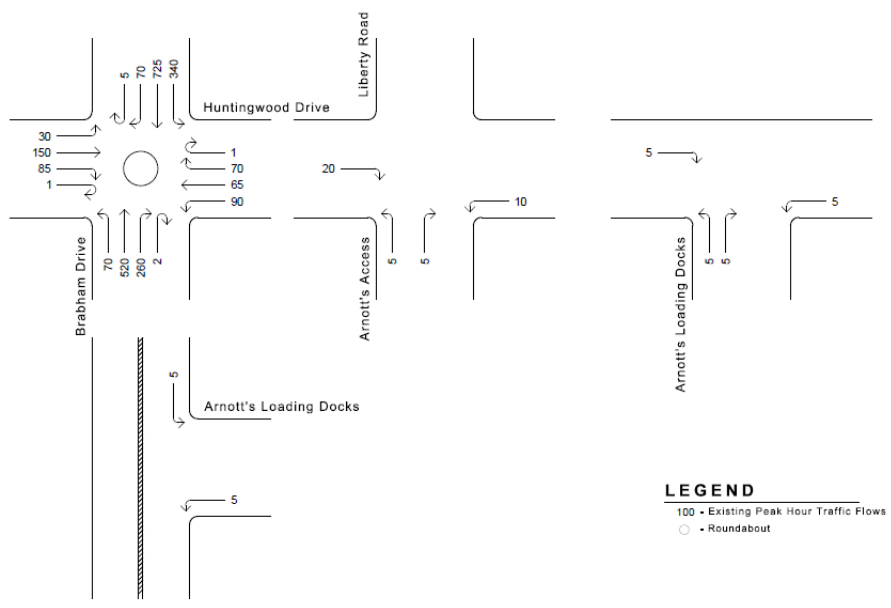 5
70
725
340
Liberty Road
Huntingwood Drive
30
150
85
1
1
70
65
90
20
10
5
5
70
520
260
2
5
5
5
5
Brabham Drive
Arnott's Access
Arnott's Loading Docks
5
Arnott's Loading Docks
5
LEGEND
100 - Existing Peak Hour Traffic Flows
- Roundabout